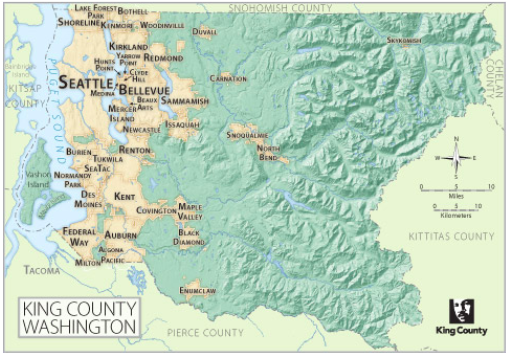 SNOHOMISH COUNTY
LAKE FOREST
PARK
BOTHELL
SHORELINE
KENMORE
WOODINVILLE
DUVALL
SKYKOMISH
KIRKLAND
YARROW
POINT
REDMOND
HUNTS
POINT
CLYDE
HILL
CARNATION
CHELAN
COUNTY
Bainbridge
Island
KITSAP
COUNTY
PUGET SOUND
SEATTLE
MEDINA
BELLEVUE
BEAUX
ARTS
SAMMAMISH
MERCER
ISLAND
NEWCASTLE
ISSAQUAH
SNOQUALMIE
NORTH
BEND
N
W
E
S
BURIEN
TUKWILA
RENTON
SEATAC
Vashon
Island
NORMANDY
PARK
0 5 10
Miles
0 5 10
Kilometers
DES
MOINES
KENT
COVINGTON
MAPLE
VALLEY
KITTITAS COUNTY
FEDERAL
WAY
AUBURN
BLACK
DIAMOND
ALGONA
PACIFIC
MILTON
TACOMA
ENUMCLAW
KING COUNTY
WASHINGTON
PIERCE COUNTY
King County